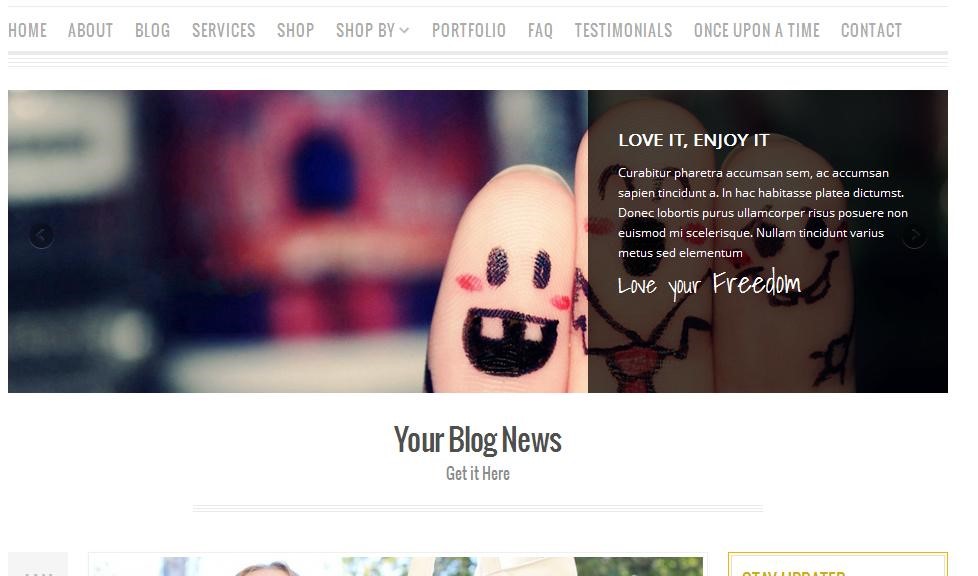 HOME ABOUT BLOG SERVICES SHOP SHOP BY PORTFOLIO FAQ TESTIMONIALS ONCE UPON A TIME CONTACT
LOVE IT, ENJOY IT
Curabitur pharetra accumsan sem, ac accumsan
sapien tincidunt a. In hac habitasse platea dictumst.
Donec lobortis purus ullamcorper risus posuere non
euismod mi scelerisque. Nullam tincidunt varius
metus sed elementum
Love your Freedom
Your Blog News
Get it Here
STAY UPDATED